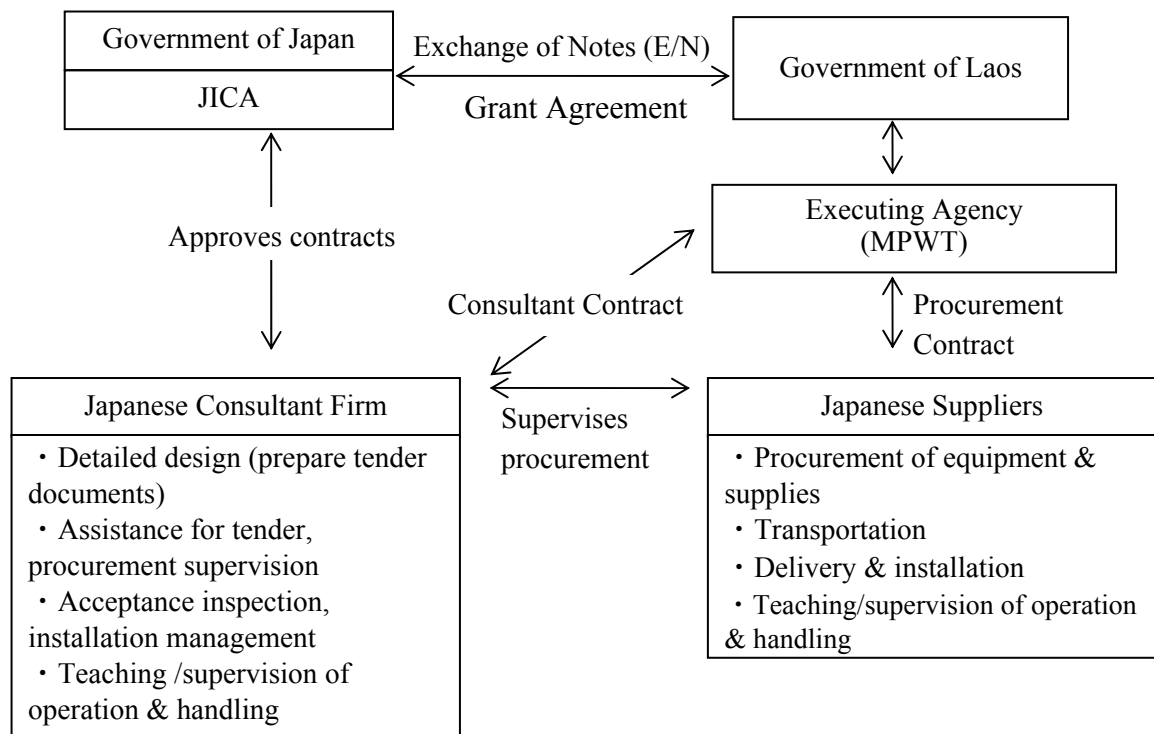 Government of Japan
JICA
Exchange of Notes (E/N)
Grant Agreement
Government of Laos
Executing Agency
(MPWT)
Approves contracts
Consultant Contract
Procurement
Contract
Japanese Consultant Firm
・Detailed design (prepare tender
documents)
・Assistance for tender,
procurement supervision
・Acceptance inspection,
installation management
・Teaching /supervision of
operation & handling
Supervises
procurement
Japanese Suppliers
・Procurement of equipment &
supplies
・Transportation
・Delivery & installation
・Teaching/supervision of operation
& handling